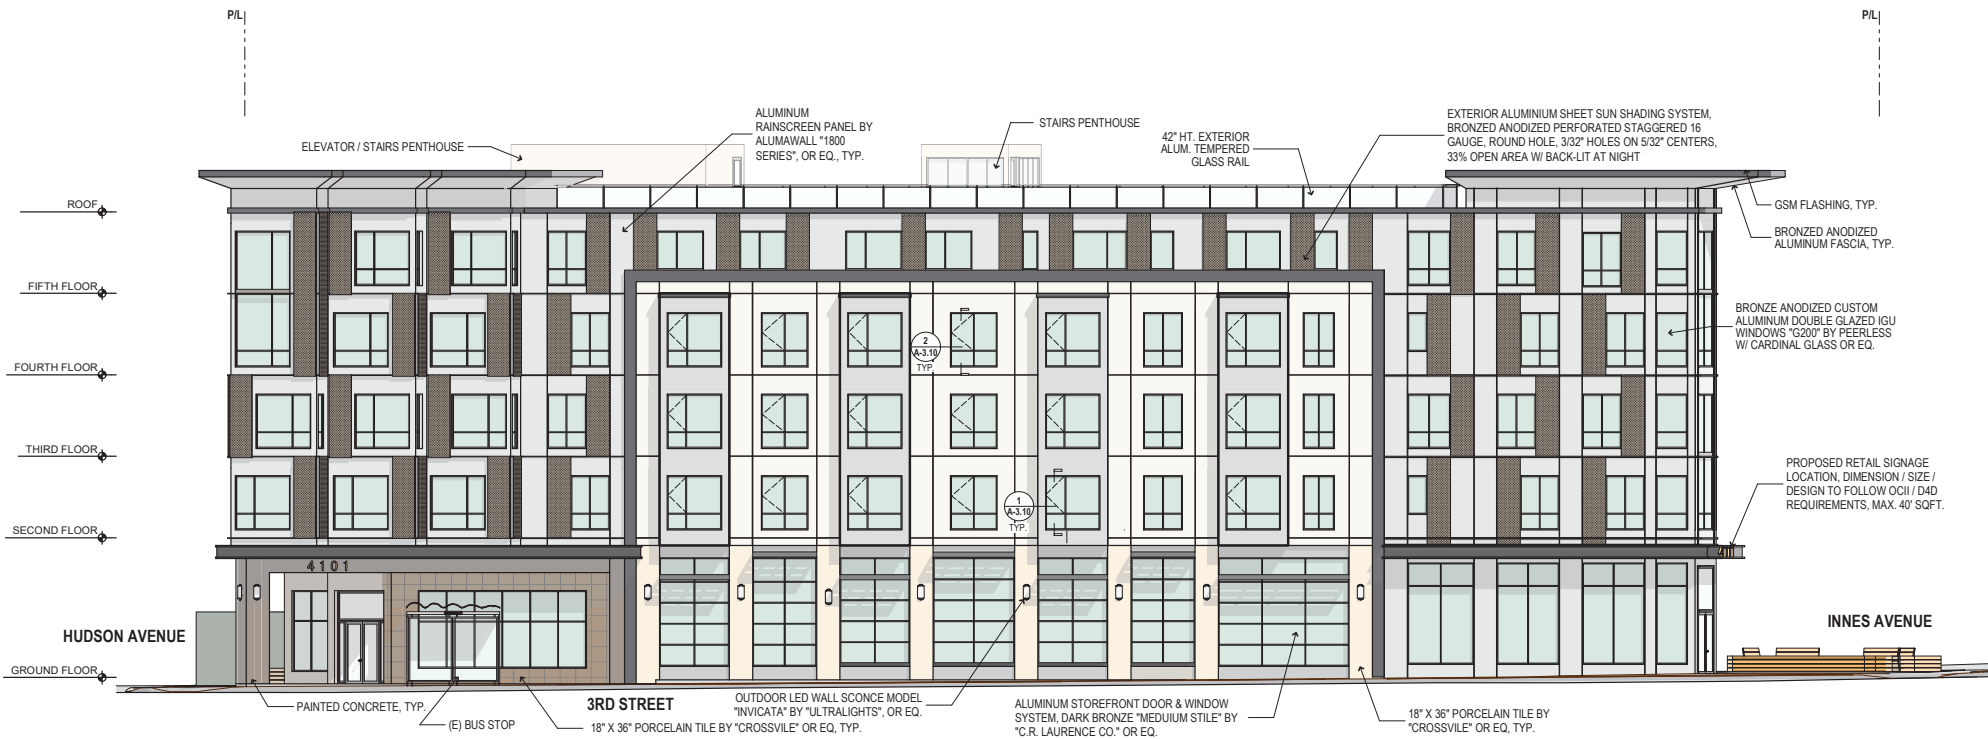 P/L
P/L
ELEVATOR / STAIRS PENTHOUSE
ALUMINUM
RAINSCREEN PANEL BY
ALUMAWALL "1800
SERIES", OR EQ., TYP.
STAIRS PENTHOUSE
42" HT. EXTERIOR
ALUM. TEMPERED
GLASS RAIL
EXTERIOR ALUMINIUM SHEET SUN SHADING SYSTEM,
BRONZED ANODIZED PERFORATED STAGGERED 16
GAUGE, ROUND HOLE, 3/32" HOLES ON 5/32" CENTERS,
33% OPEN AREA W/ BACK-LIT AT NIGHT
GSM FLASHING, TYP.
BRONZED ANODIZED
ALUMINUM FASCIA, TYP.
BRONZE ANODIZED CUSTOM
ALUMINUM DOUBLE GLAZED IGU
WINDOWS "G200" BY PEERLESS
W/ CARDINAL GLASS OR EQ.
PROPOSED RETAIL SIGNAGE
LOCATION, DIMENSION / SIZE /
DESIGN TO FOLLOW OCII / D4D
REQUIREMENTS, MAX. 40' SQFT.
ROOF
FIFTH FLOOR
FOURTH FLOOR
THIRD FLOOR
SECOND FLOOR
GROUND FLOOR
2
A-3.10
TYP.
1
A-3.10
TYP.
4101
HUDSON AVENUE
INNES AVENUE
3RD STREET
PAINTED CONCRETE, TYP.
(E) BUS STOP
18" X 36" PORCELAIN TILE BY "CROSSVILE" OR EQ, TYP.
OUTDOOR LED WALL SCONCE MODEL
"INVICATA" BY "ULTRALIGHTS", OR EQ.
ALUMINUM STOREFRONT DOOR & WINDOW
SYSTEM, DARK BRONZE "MEDUIUM STILE" BY
"C.R. LAURENCE CO." OR EQ.
18" X 36" PORCELAIN TILE BY
"CROSSVILE" OR EQ, TYP.